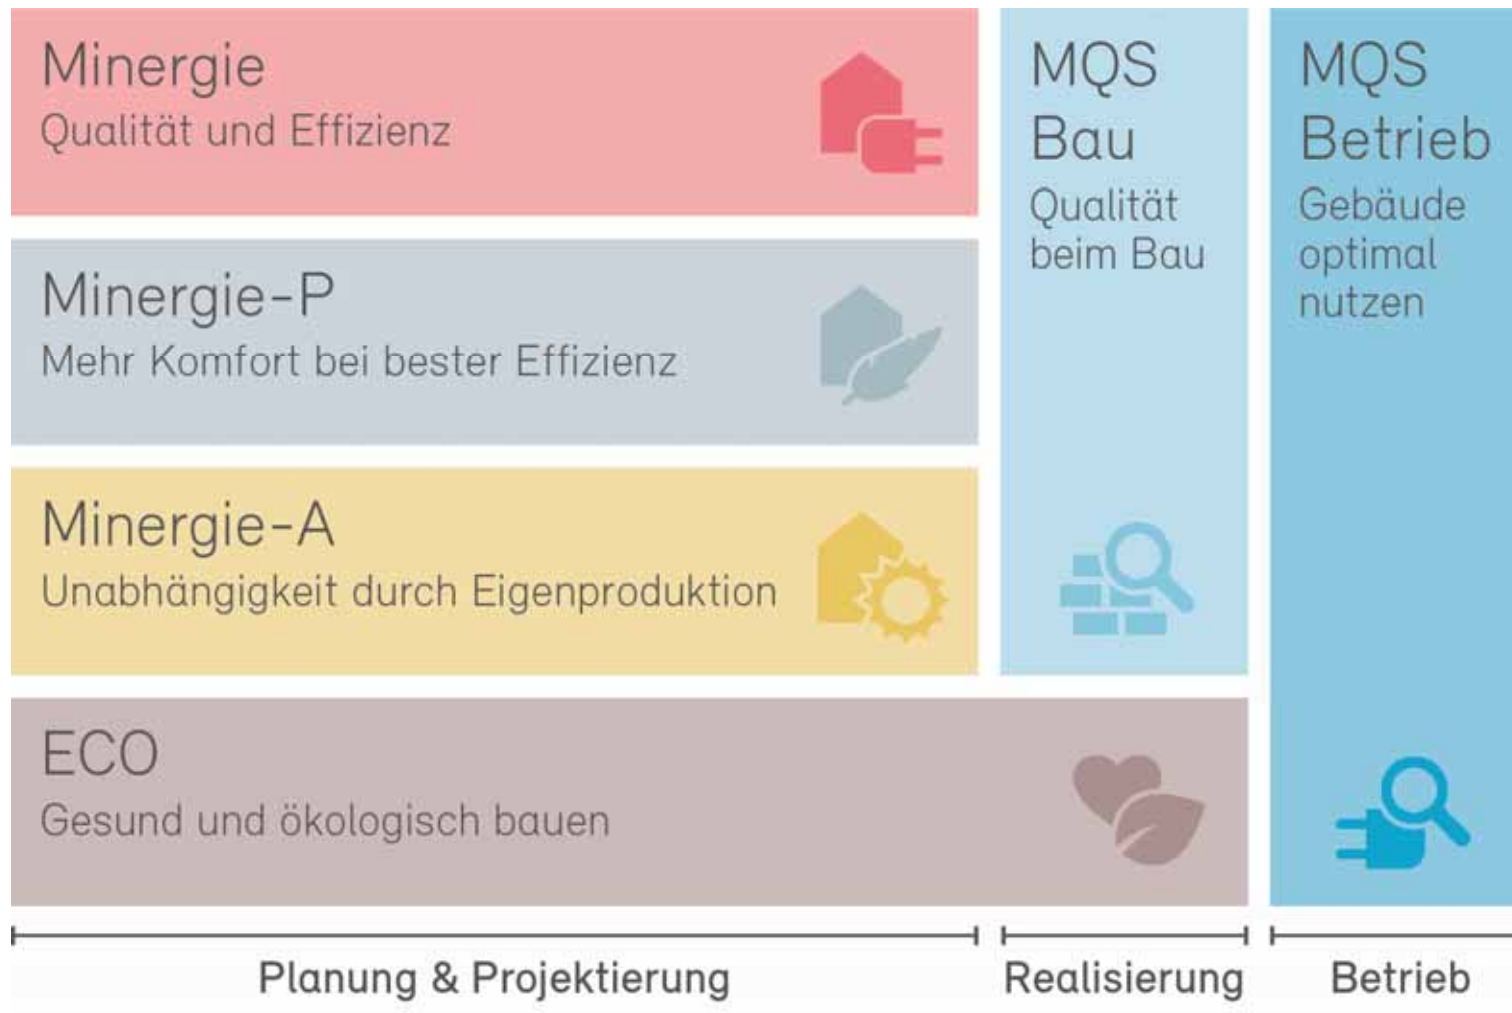 Minergie
Qualität und Effizienz
Minergie-P
Mehr Komfort bei bester Effizienz
Minergie-A
Unabhängigkeit durch Eigenproduktion
ECO
Gesund und ökologisch bauen
MQS
Bau
Qualität
beim Bau
MQS
Betrieb
Gebäude
optimal
nutzen
Planung & Projektierung
Realisierung
Betrieb